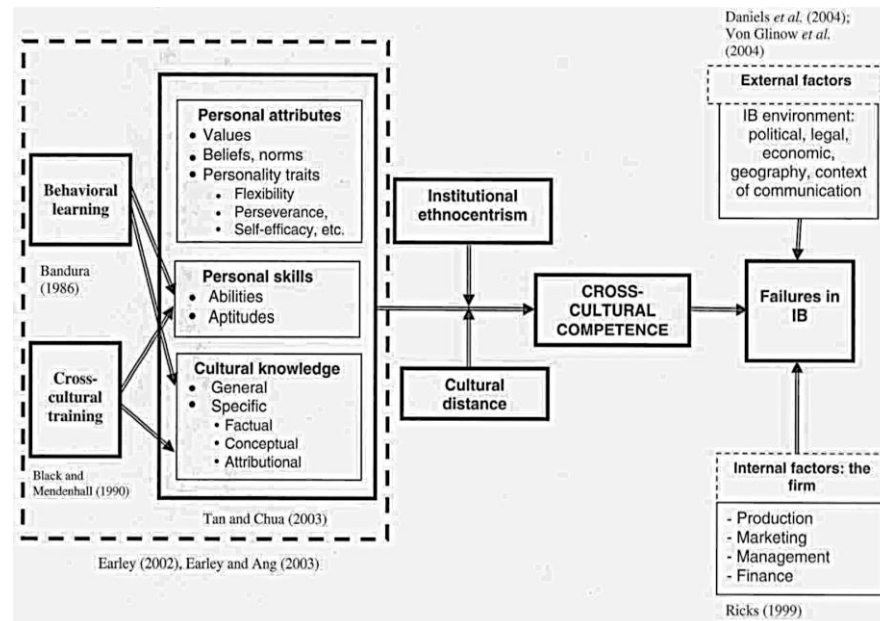 Daniels et al. (2004);
Von Glinow et al.
(2004)
External factors
IB environment:
political, legal,
economic,
geography, context
of communication
Personal attributes
● Values
● Beliefs, norms
● Personality traits
• Flexibility
• Perseverance,
• Self-efficacy, etc.
Behavioral
learning
Bandura
(1986)
Personal skills
● Abilities
● Aptitudes
Cross-
cultural
training
Black and
Mendenhall (1990)
Cultural knowledge
● General
● Specific
• Factual
• Conceptual
• Attributional
Tan and Chua (2003)
Earley (2002), Earley and Ang (2003)
Institutional
ethnocentrism
Cultural
distance
CROSS-
CULTURAL
COMPETENCE
Failures in
IB
Internal factors: the
firm
- Production
- Marketing
- Management
- Finance
Ricks (1999)